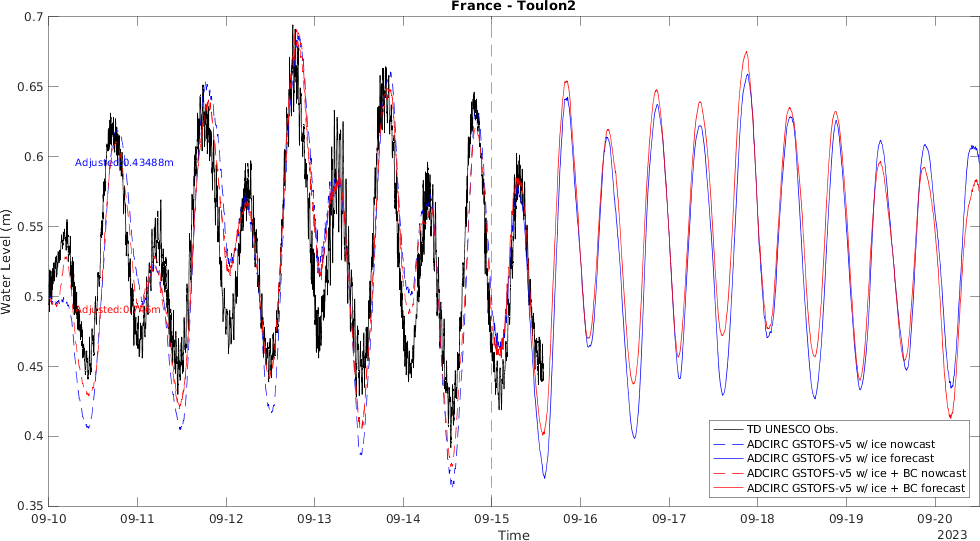 France - Toulon2
0.7
0.65
0.6
0.55
0.5
0.45
0.4
0.35
Water Level (m)
Adjusted:0.43488m
09-10
09-11
09-12
09-13
09-14
09-15
09-16
09-17
09-18
09-19
09-20
2023
Time
TD UNESCO Obs.
ADCIRC GSTOFS-v5 w/ ice nowcast
ADCIRC GSTOFS-v5 w/ ice forecast
ADCIRC GSTOFS-v5 w/ ice + BC nowcast
ADCIRC GSTOFS-v5 w/ ice + BC forecast